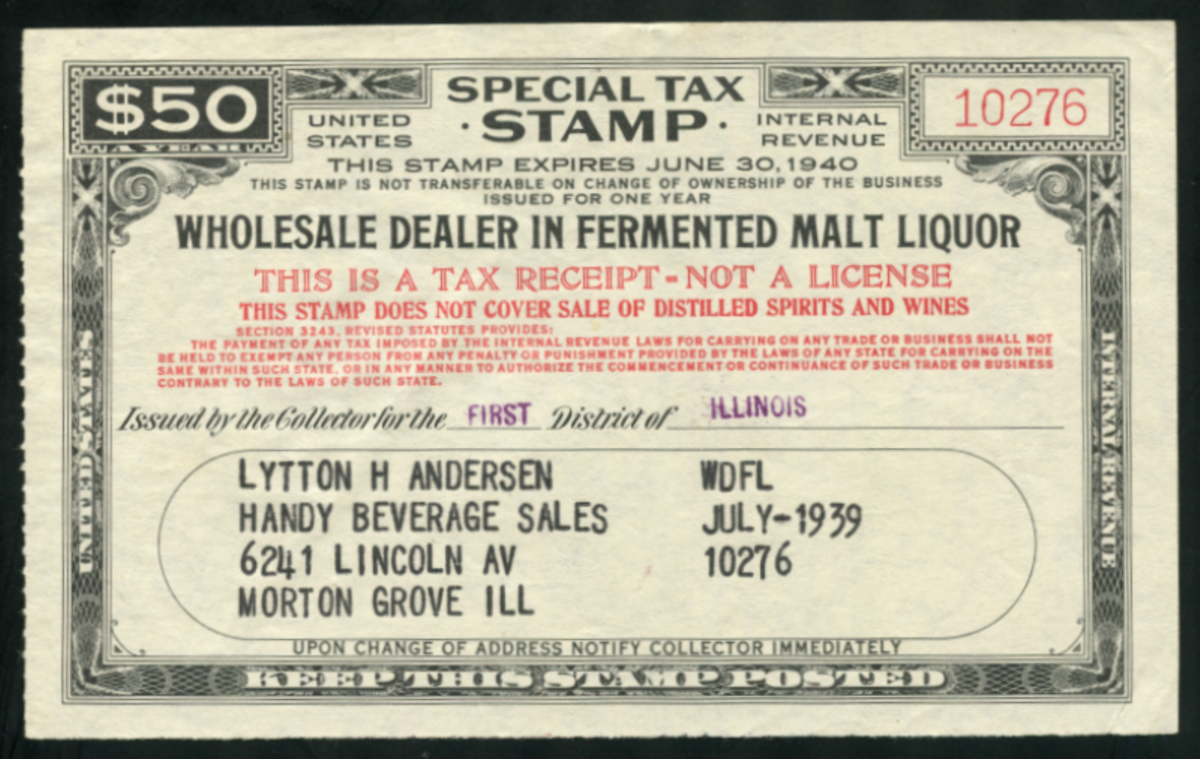 $50
A YEAR
UNITED STATES
SPECIAL TAX
· STAMP ·
INTERNAL REVENUE
10276
THIS STAMP EXPIRES JUNE 30, 1940
THIS STAMP IS NOT TRANSFERABLE ON CHANGE OF OWNERSHIP OF THE BUSINESS
ISSUED FOR ONE YEAR
WHOLESALE DEALER IN FERMENTED MALT LIQUOR
THIS IS A TAX RECEIPT-NOT A LICENSE
THIS STAMP DOES NOT COVER SALE OF DISTILLED SPIRITS AND WINES
SECTION 3243, REVISED STATUTES PROVIDES:
THE PAYMENT OF ANY TAX IMPOSED BY THE INTERNAL REVENUE LAWS FOR CARRYING ON ANY TRADE OR BUSINESS SHALL NOT
BE HELD TO EXEMPT ANY PERSON FROM ANY PENALTY OR PUNISHMENT PROVIDED BY THE LAWS OF ANY STATE FOR CARRYING ON THE
SAME WITHIN SUCH STATE, OR IN ANY MANNER TO AUTHORIZE THE COMMENCEMENT OR CONTINUANCE OF SUCH TRADE OR BUSINESS
CONTRARY TO THE LAWS OF SUCH STATE.
Issued by the Collector for the FIRST District of ILLINOIS
LYTTON H ANDERSEN WDFL
HANDY BEVERAGE SALES JULY-1939
6241 LINCOLN AV 10276
MORTON GROVE ILL
UPON CHANGE OF ADDRESS NOTIFY COLLECTOR IMMEDIATELY
KEEP THIS STAMP POSTED
UNITED STATES
INTERNAL REVENUE